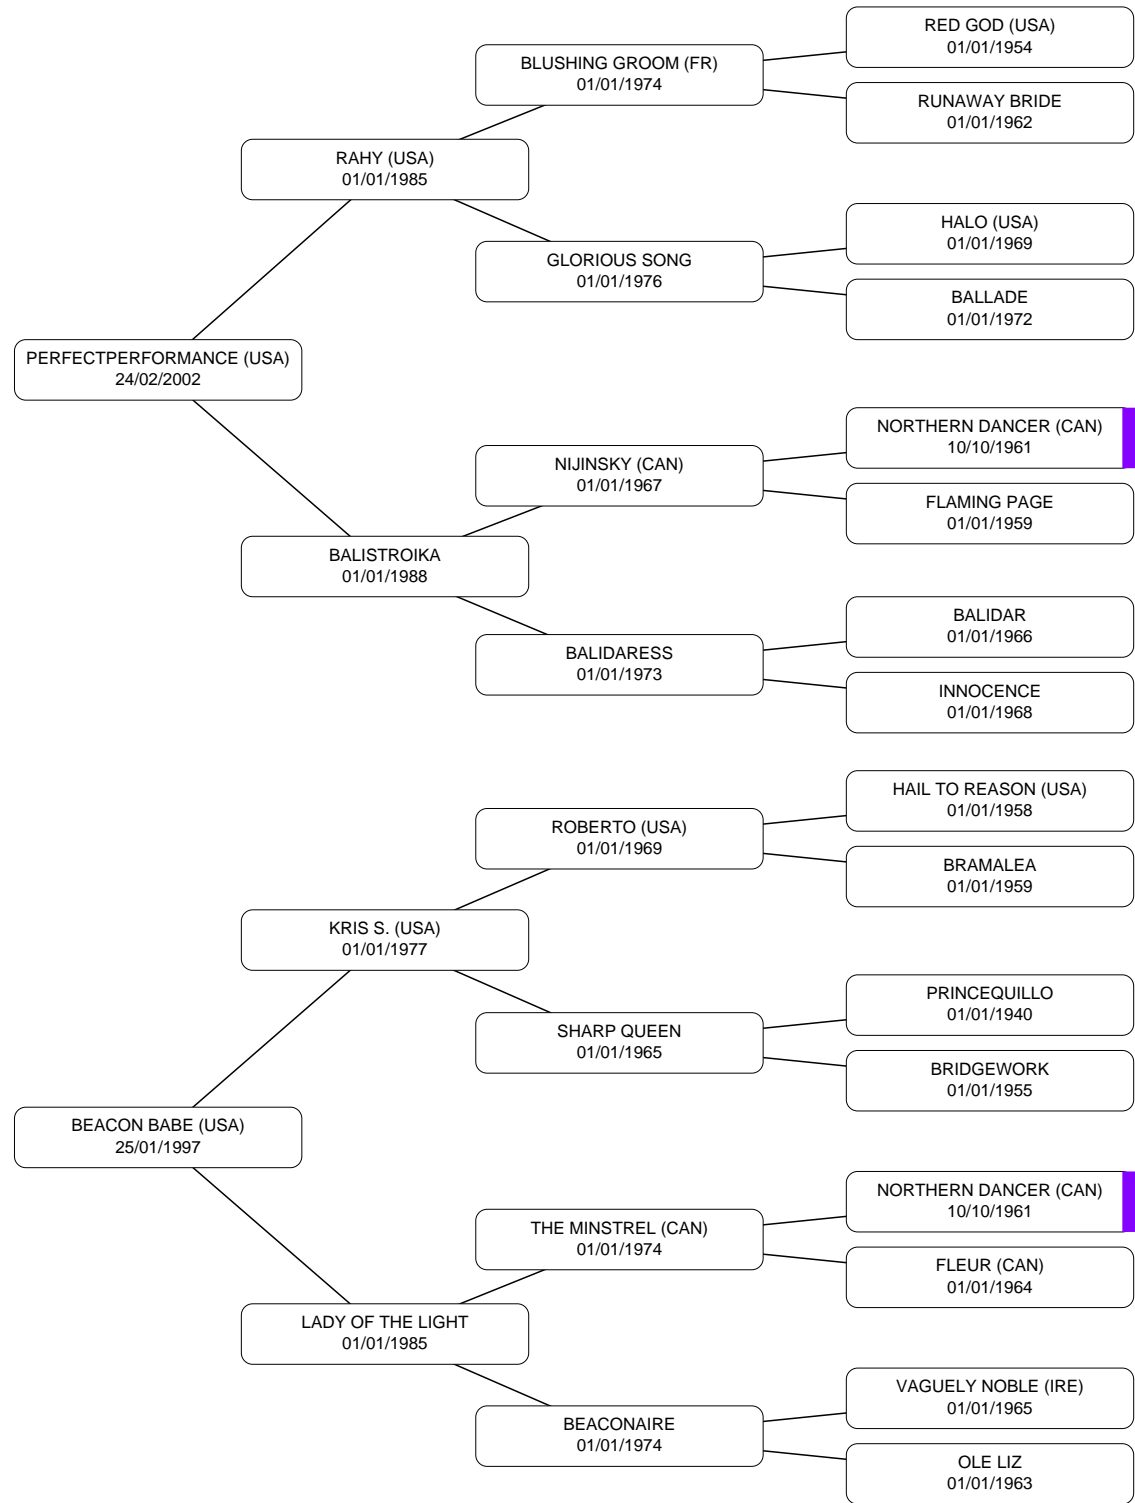 RED GOD (USA)
01/01/1954
BLUSHING GROOM (FR)
01/01/1974
RUNAWAY BRIDE
01/01/1962
RAHY (USA)
01/01/1985
HALO (USA)
01/01/1969
GLORIOUS SONG
01/01/1976
BALLADE
01/01/1972
PERFECTPERFORMANCE (USA)
24/02/2002
NORTHERN DANCER (CAN)
10/10/1961
NIJINSKY (CAN)
01/01/1967
FLAMING PAGE
01/01/1959
BALISTROIKA
01/01/1988
BALIDAR
01/01/1966
BALIDARESS
01/01/1973
INNOCENCE
01/01/1968
HAIL TO REASON (USA)
01/01/1958
ROBERTO (USA)
01/01/1969
BRAMALEA
01/01/1959
KRIS S. (USA)
01/01/1977
PRINCEQUILLO
01/01/1940
SHARP QUEEN
01/01/1965
BRIDGEWORK
01/01/1955
BEACON BABE (USA)
25/01/1997
NORTHERN DANCER (CAN)
10/10/1961
THE MINSTREL (CAN)
01/01/1974
FLEUR (CAN)
01/01/1964
LADY OF THE LIGHT
01/01/1985
VAGUELY NOBLE (IRE)
01/01/1965
BEACONAIRE
01/01/1974
OLE LIZ
01/01/1963